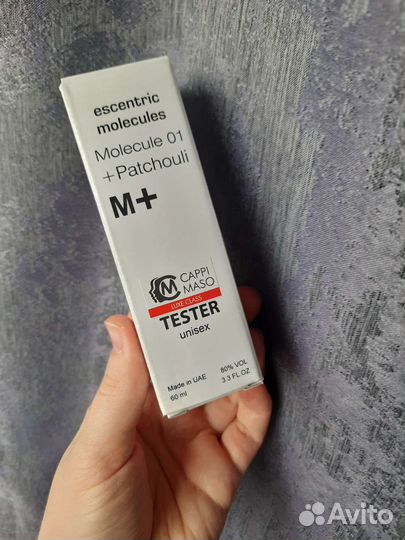 escentric
molecules
Molecule 01
+Patchouli
M+
CAPPI
MASO
LUXE CLASS
TESTER
unisex
Made in UAE
60 ml
80% VOL
3.3 FL OZ
Avito